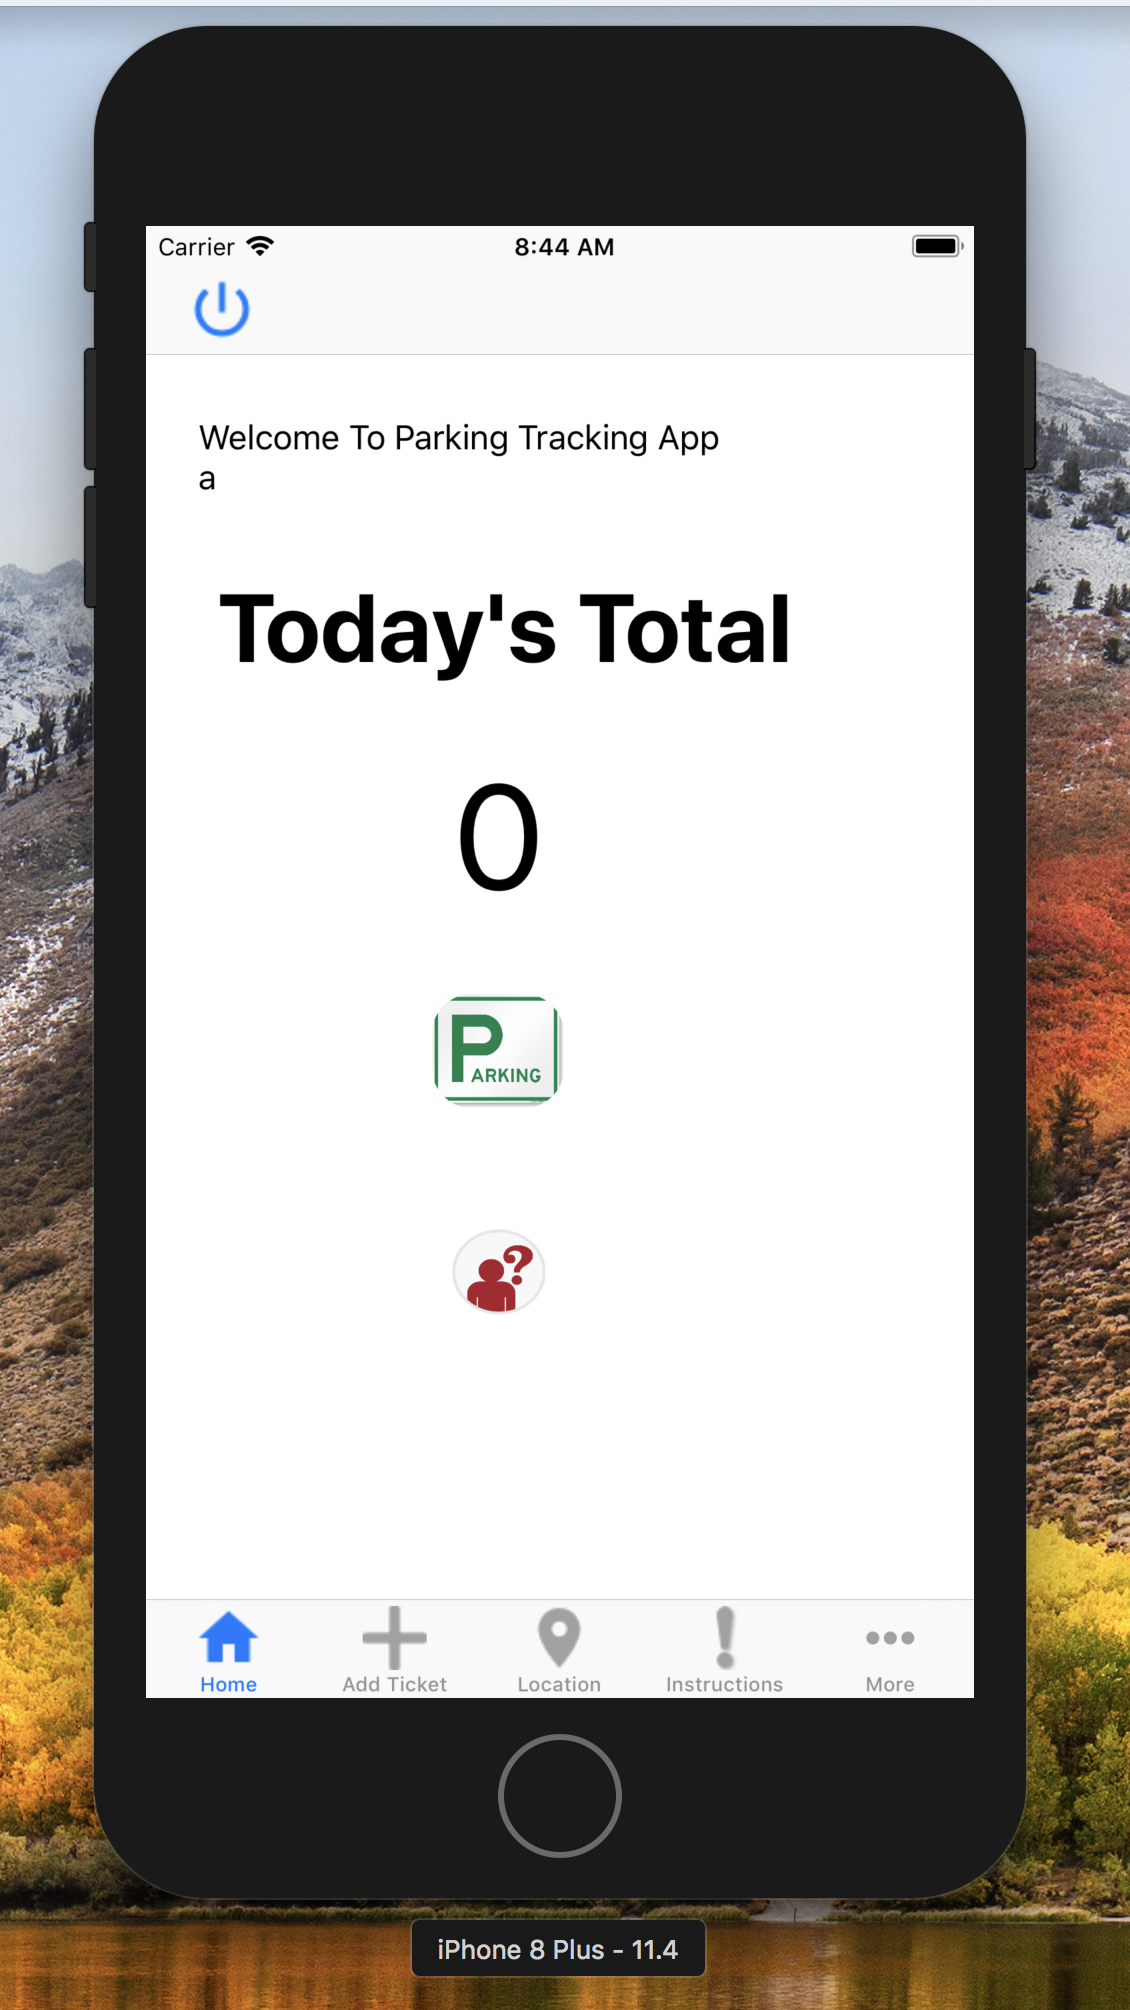 Carrier 8:44 AM
Welcome To Parking Tracking App
a
Today's Total
0
PARKING
?
Home Add Ticket Location Instructions More
iPhone 8 Plus - 11.4